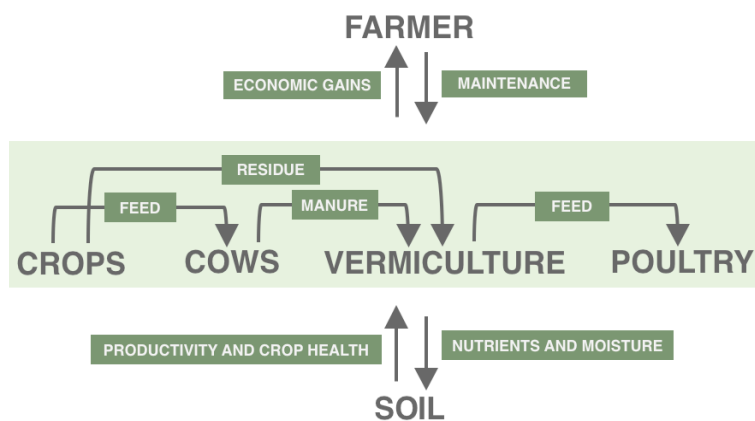 FARMER
ECONOMIC GAINS
MAINTENANCE
RESIDUE
FEED
MANURE
FEED
CROPS
COWS
VERMICULTURE
POULTRY
PRODUCTIVITY AND CROP HEALTH
NUTRIENTS AND MOISTURE
SOIL